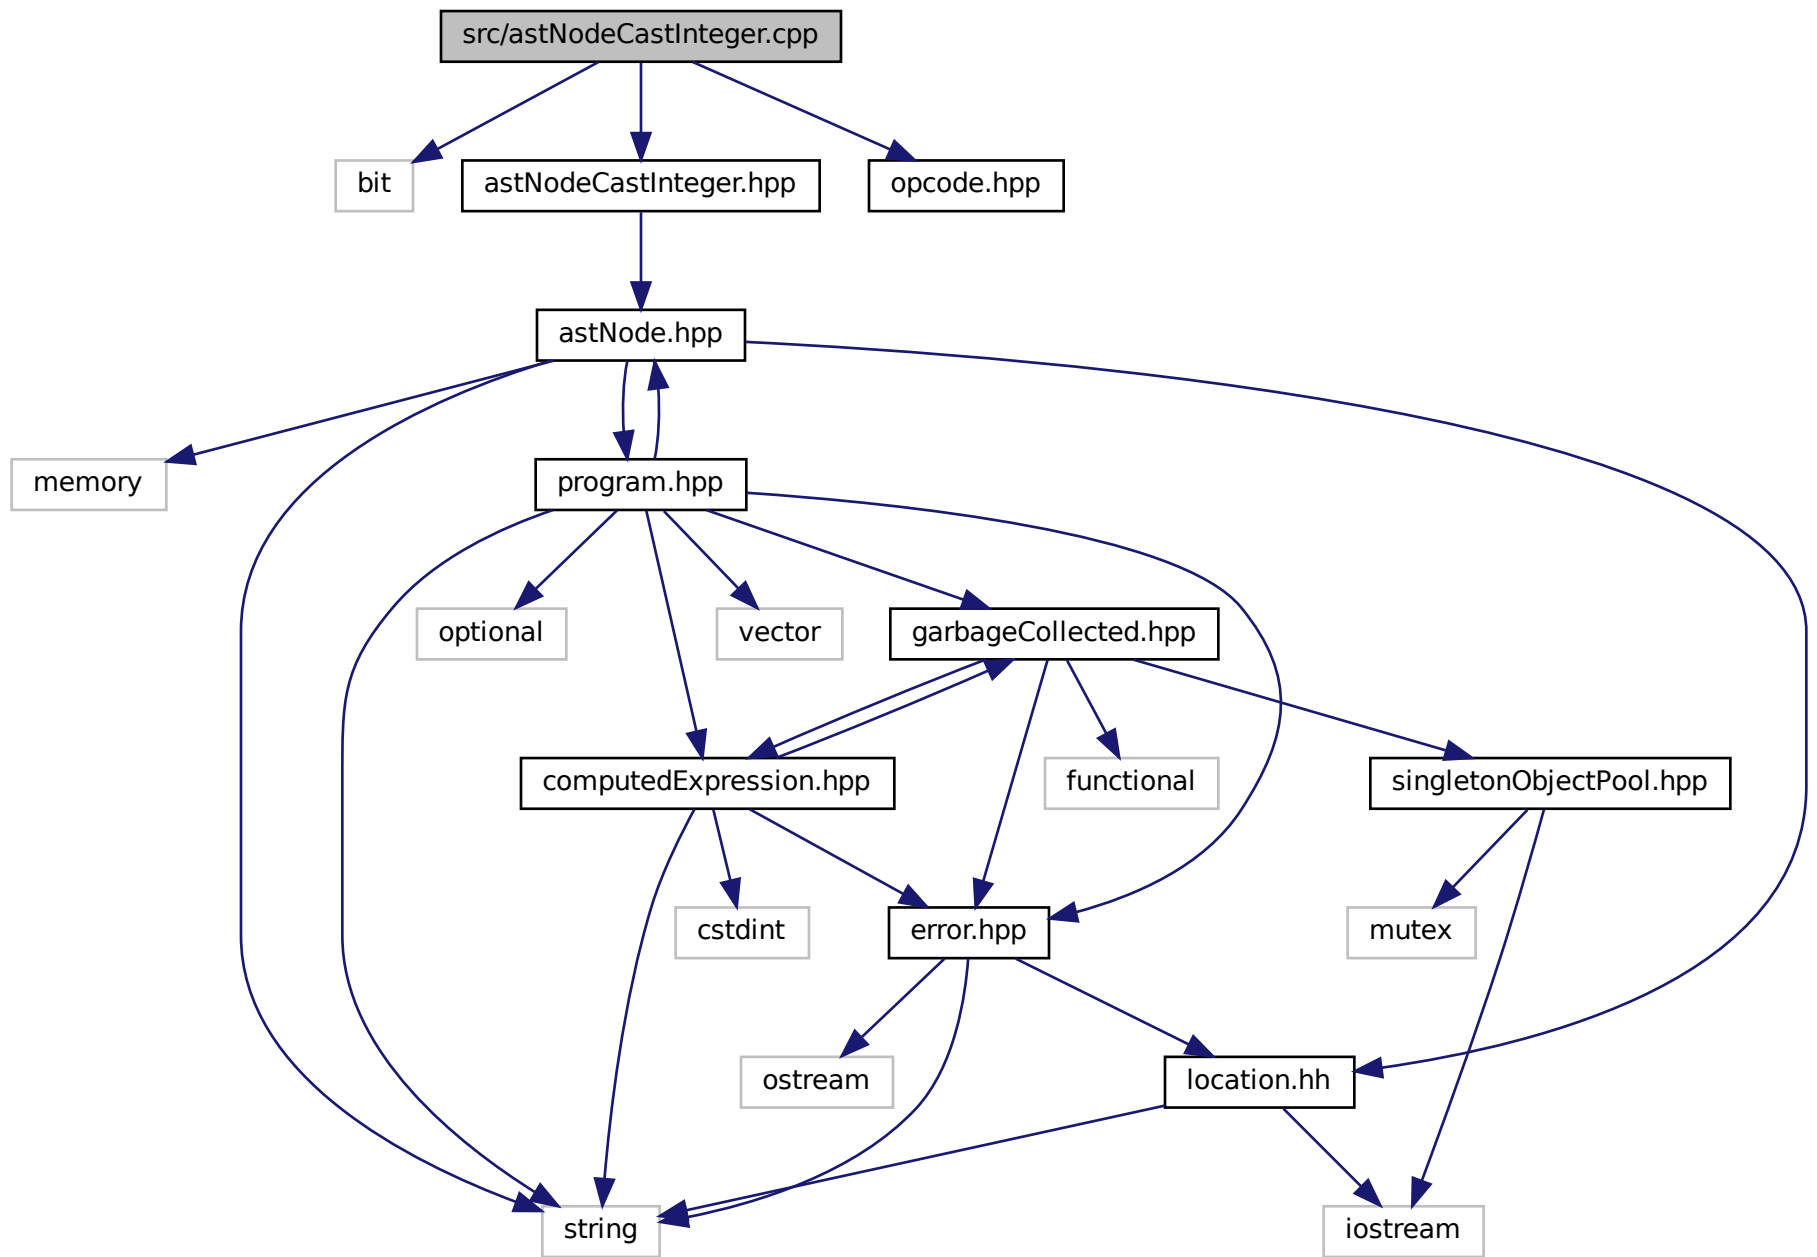 src/astNodeCastInteger.cpp
bit
astNodeCastInteger.hpp
opcode.hpp
astNode.hpp
memory
program.hpp
optional
vector
garbageCollected.hpp
computedExpression.hpp
functional
singletonObjectPool.hpp
cstdint
error.hpp
mutex
ostream
location.hh
string
iostream